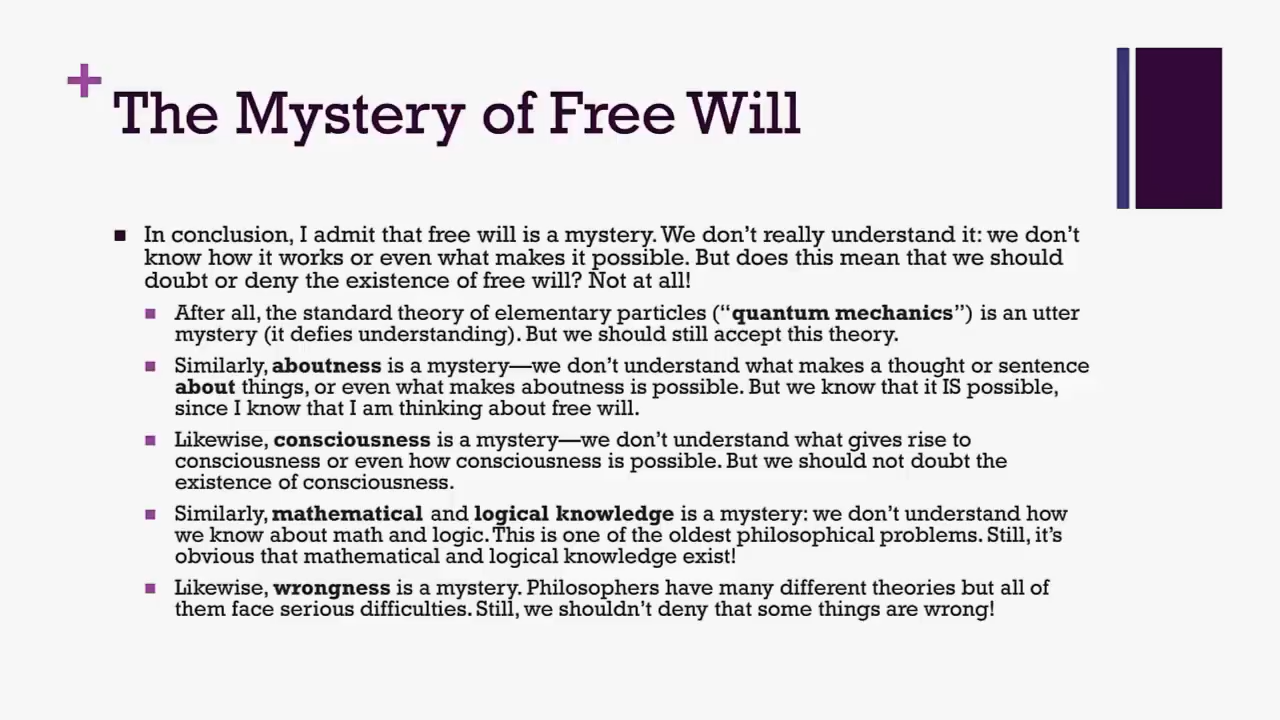 The Mystery of Free Will
In conclusion, I admit that free will is a mystery. We don't really understand it: we don't
know how it works or even what makes it possible. But does this mean that we should
doubt or deny the existence of free will? Not at all!
After all, the standard theory of elementary particles (“quantum mechanics”) is an utter
mystery (it defies understanding). But we should still accept this theory.
Similarly, aboutness is a mystery—we don't understand what makes a thought or sentence
about things, or even what makes aboutness is possible. But we know that it IS possible,
since I know that I am thinking about free will.
Likewise, consciousness is a mystery—we don't understand what gives rise to
consciousness or even how consciousness is possible. But we should not doubt the
existence of consciousness.
Similarly, mathematical and logical knowledge is a mystery: we don't understand how
we know about math and logic. This is one of the oldest philosophical problems. Still, it's
obvious that mathematical and logical knowledge exist!
Likewise, wrongness is a mystery. Philosophers have many different theories but all of
them face serious difficulties. Still, we shouldn't deny that some things are wrong!